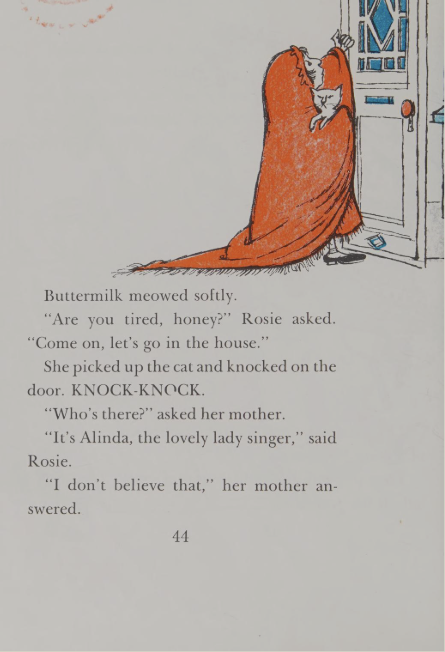 Buttermilk meowed softly.
"Are you tired, honey?" Rosie asked.
"Come on, let's go in the house."
She picked up the cat and knocked on the
door. KNOCK-KNOCK.
"Who's there?" asked her mother.
"It's Alinda, the lovely lady singer," said
Rosie.
"I don't believe that," her mother an-
swered.
44